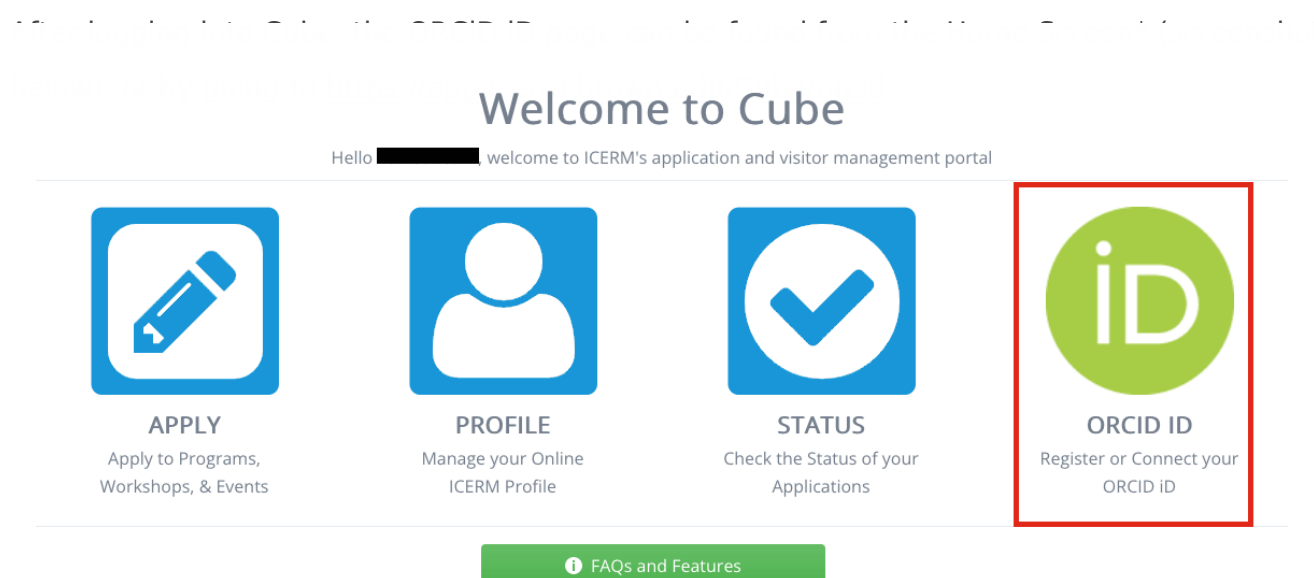 Welcome to Cube
Hello , welcome to ICERM's application and visitor management portal
iD
APPLY
Apply to Programs,
Workshops, & Events
PROFILE
Manage your Online
ICERM Profile
STATUS
Check the Status of your
Applications
ORCID ID
Register or Connect your
ORCID iD
i FAQs and Features